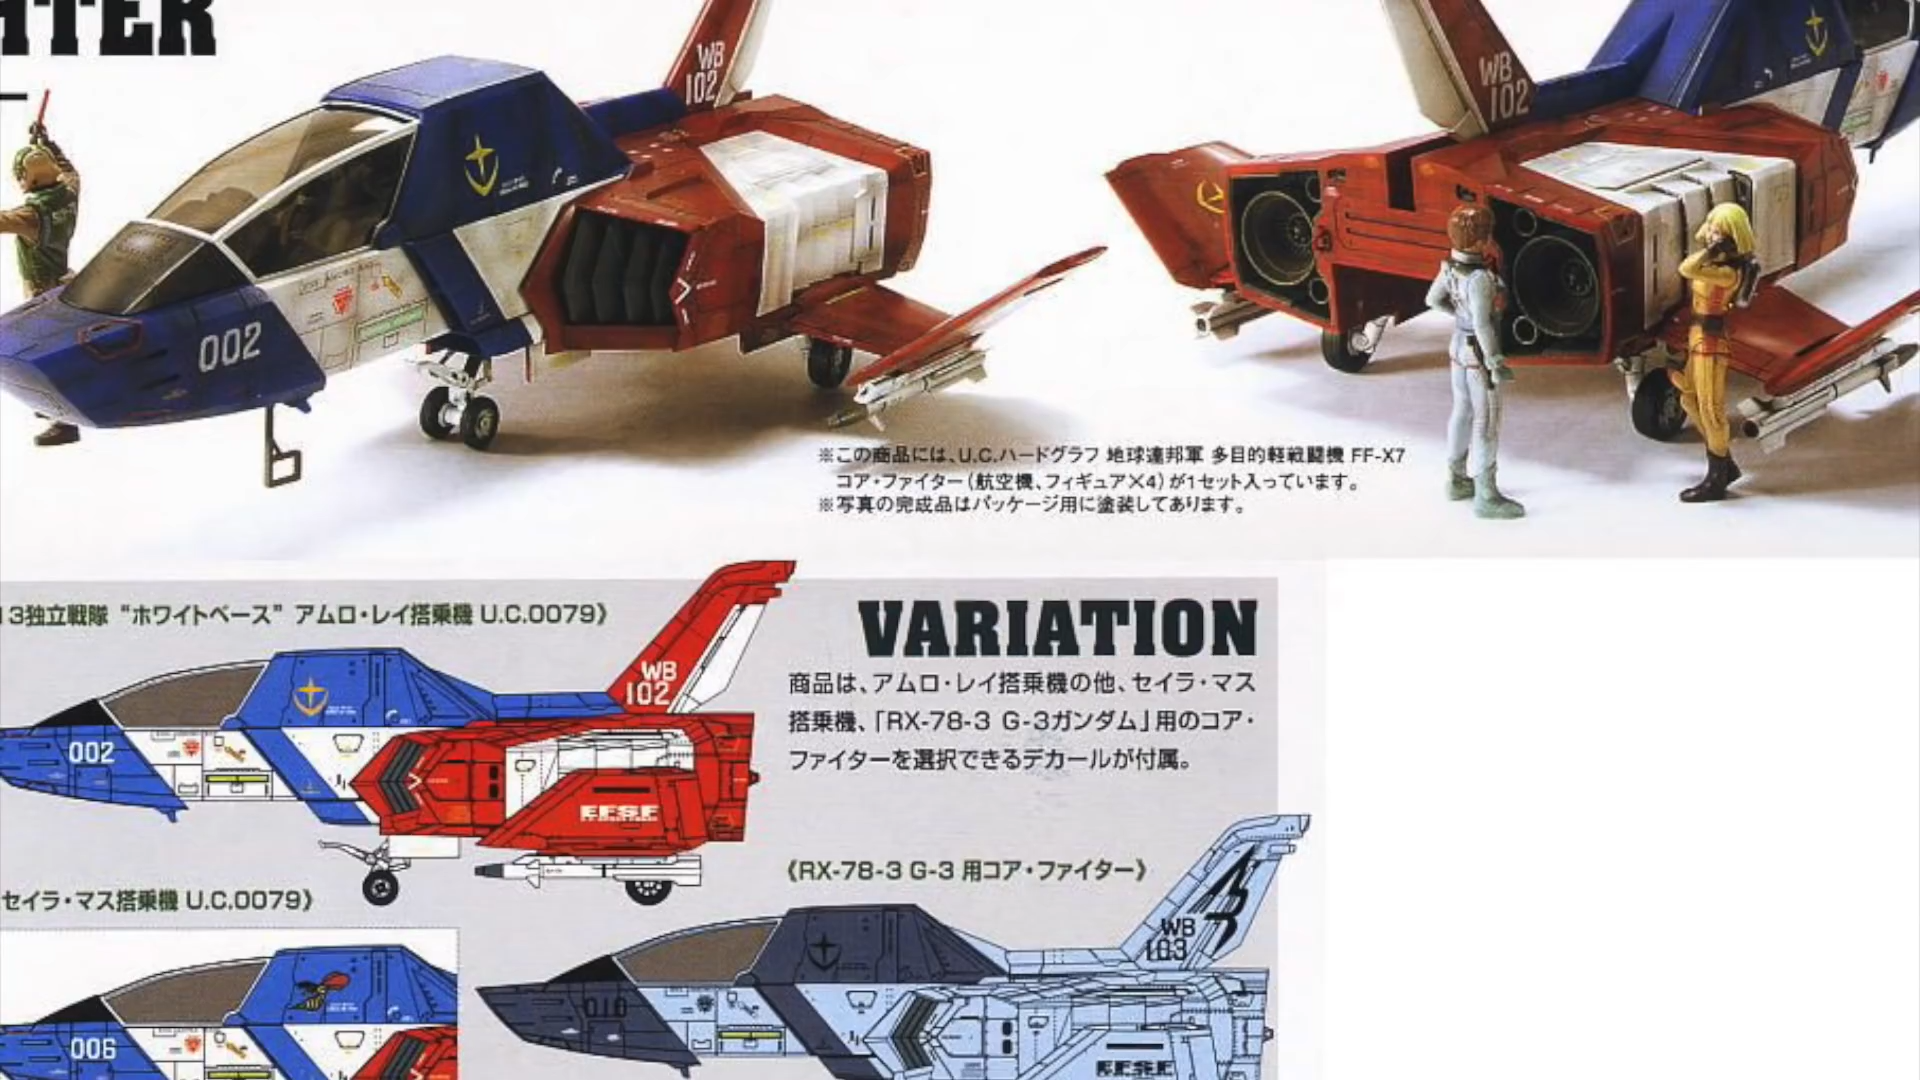 HTER
WB
102
WB
102
002
※この商品には、U.C.ハードグラフ 地球連邦軍 多目的軽戦闘機 FF-X7
コア・ファイター(航空機、フィギュア×4)が1セット入っています。
※写真の完成品はパッケージ用に塗装してあります。
13独立戦隊 “ホワイトベース” アムロ・レイ搭乗機 U.C.0079》
VARIATION
商品は、アムロ・レイ搭乗機の他、セイラ・マス
搭乗機、「RX-78-3 G-3ガンダム」用のコア・
ファイターを選択できるデカールが付属。
WB
102
002
E.F.S.F
《RX-78-3 G-3 用コア・ファイター》
セイラ・マス搭乗機 U.C.0079》
WB
103
010
006
E.F.S.F